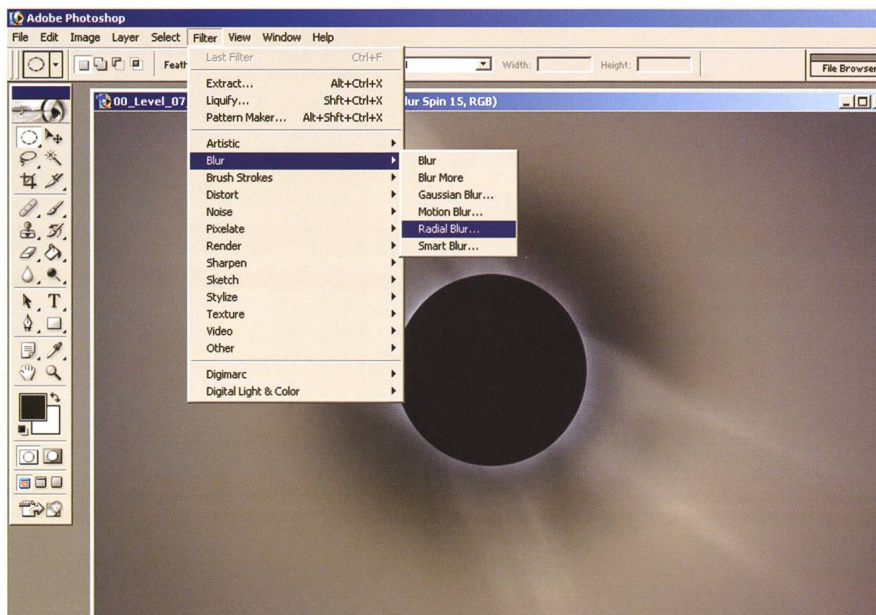 Adobe Photoshop
File Edit Image Layer Select Filter View Window Help
Feath
Width:
Height:
File Browser
00_Level_07
lur Spin 15, RGB)
Last Filter Ctrl+F
Extract... Alt+Ctrl+X
Liquify... Shft+Ctrl+X
Pattern Maker... Alt+Shft+Ctrl+X
Artistic
Blur
Brush Strokes
Distort
Noise
Pixelate
Render
Sharpen
Sketch
Stylize
Texture
Video
Other
Digimarc
Digital Light & Color
Blur
Blur More
Gaussian Blur...
Motion Blur...
Radial Blur...
Smart Blur...
T